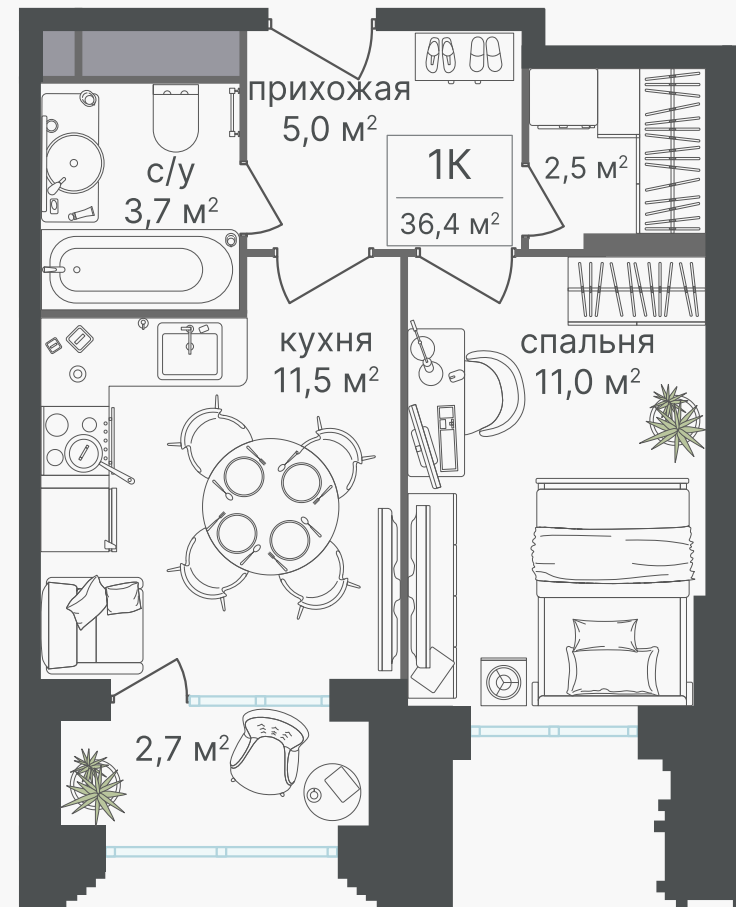 прихожая
5,0 м²
1К
36,4 м²
2,5 м²
с/у
3,7 м²
кухня
11,5 м²
спальня
11,0 м²
2,7 м²